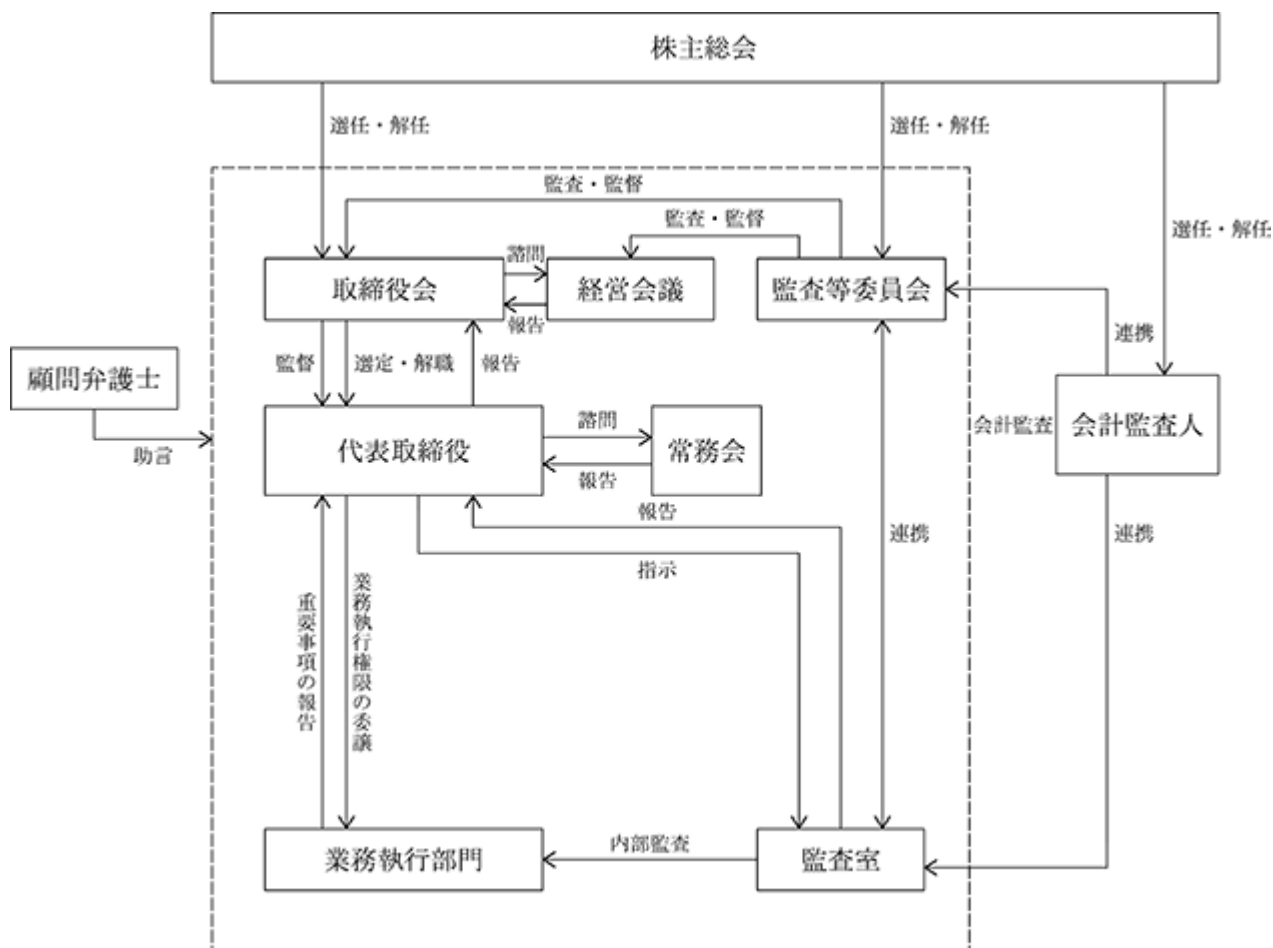 株主総会
選任・解任
選任・解任
選任・解任
監査・監督
監査・監督
取締役会
諮問
報告
経営会議
監査等委員会
連携
監督
選定・解職
報告
顧問弁護士
助言
代表取締役
諮問
報告
常務会
会計監査
会計監査人
報告
指示
連携
連携
重要事項の報告
業務執行権限の委譲
業務執行部門
内部監査
監査室